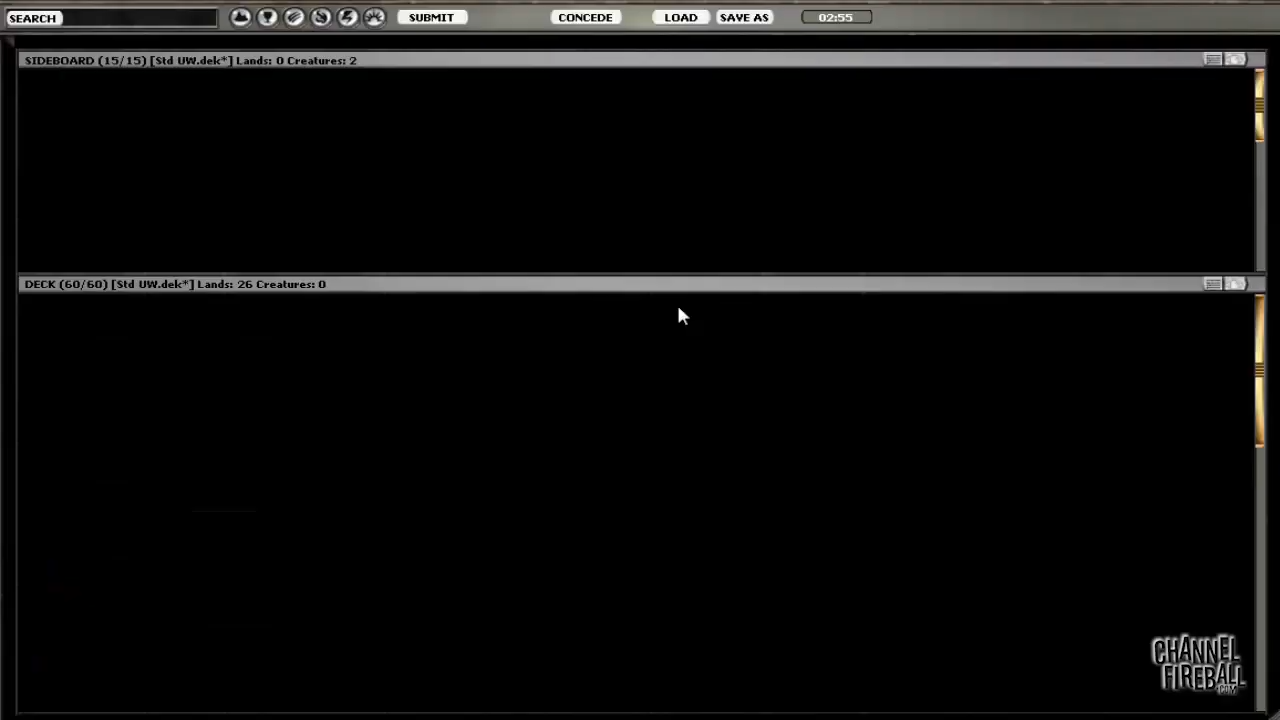 SEARCH SUBMIT CONCEDE LOAD SAVE AS 02:55
SIDEBOARD (15/15) [Std UW.dek*] Lands: 0 Creatures: 2
DECK (60/60) [Std UW.dek*] Lands: 26 Creatures: 0
CHANNEL
FIREBALL
.COM